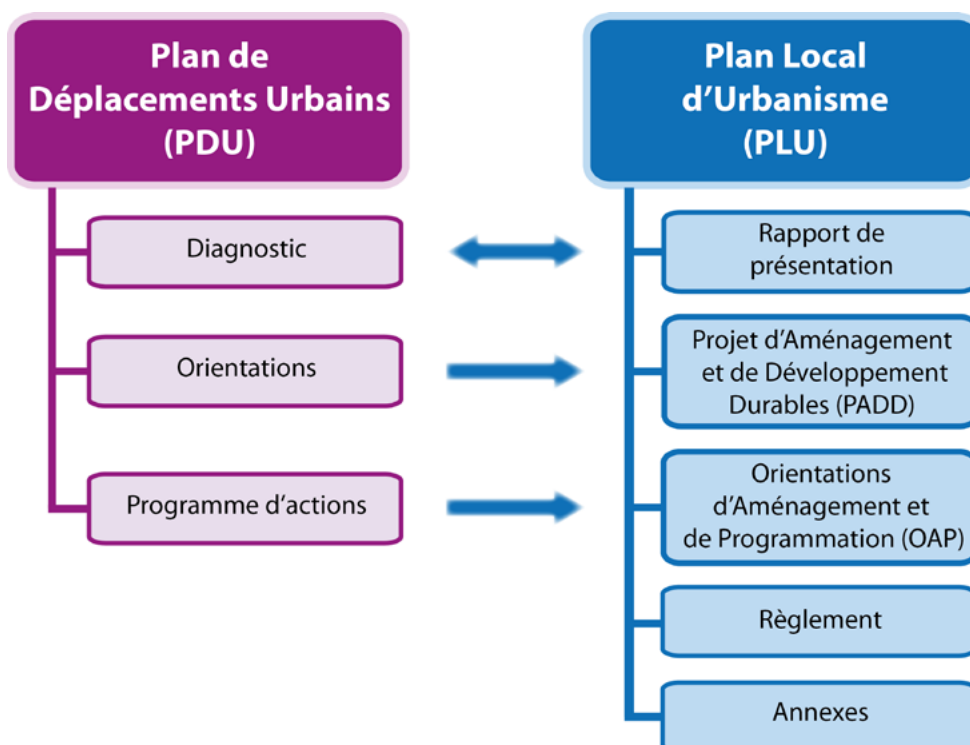 Plan de
Déplacements Urbains
(PDU)
Diagnostic
Orientations
Programme d'actions
Plan Local
d'Urbanisme
(PLU)
Rapport de
présentation
Projet d'Aménagement
et de Développement
Durables (PADD)
Orientations
d'Aménagement et
de Programmation (OAP)
Règlement
Annexes